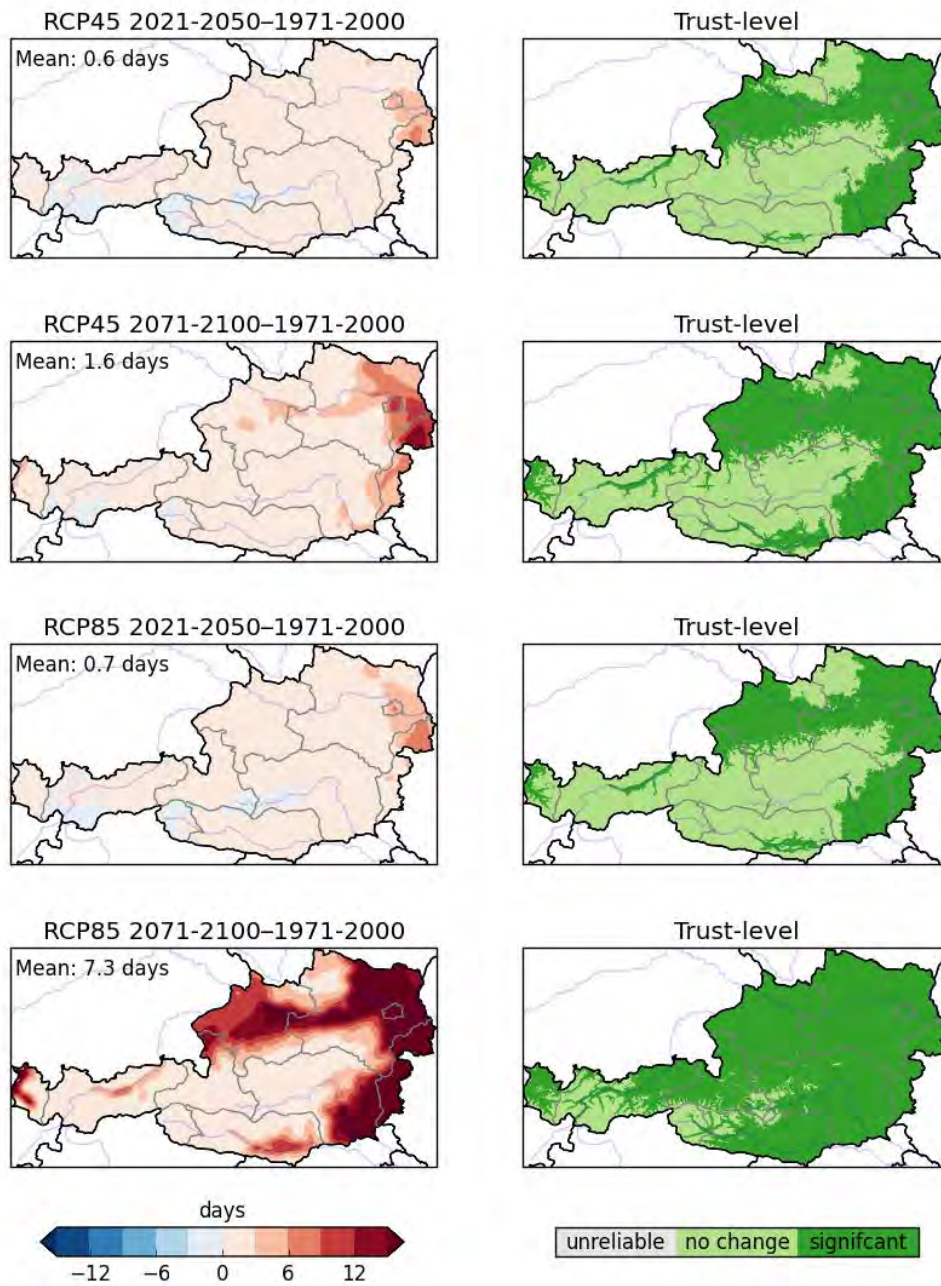 RCP45 2021-2050–1971-2000
Trust-level
Mean: 0.6 days
RCP45 2071-2100–1971-2000
Trust-level
Mean: 1.6 days
RCP85 2021-2050–1971-2000
Trust-level
Mean: 0.7 days
RCP85 2071-2100–1971-2000
Trust-level
Mean: 7.3 days
days
−12 −6 0 6 12
unreliable no change signifcant